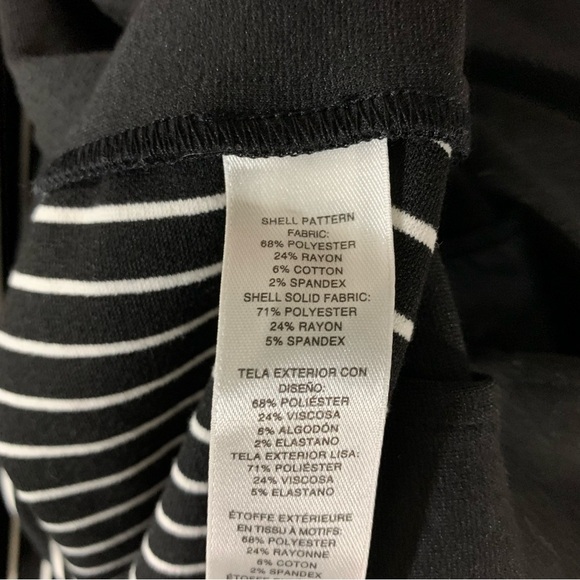 SHELL PATTERN
FABRIC:
68% POLYESTER
24% RAYON
6% COTTON
2% SPANDEX
SHELL SOLID FABRIC:
71% POLYESTER
24% RAYON
5% SPANDEX
TELA EXTERIOR CON
DISEÑO:
68% POLIÉSTER
24% VISCOSA
6% ALGODÓN
2% ELASTANO
TELA EXTERIOR LISA:
71% POLIÉSTER
24% VISCOSA
5% ELASTANO
ÉTOFFE EXTÉRIEURE
EN TISSU À MOTIFS:
68% POLYESTER
24% RAYONNE
6% COTON
2% SPANDEX
ÉTOFFE EXTÉRIEURE